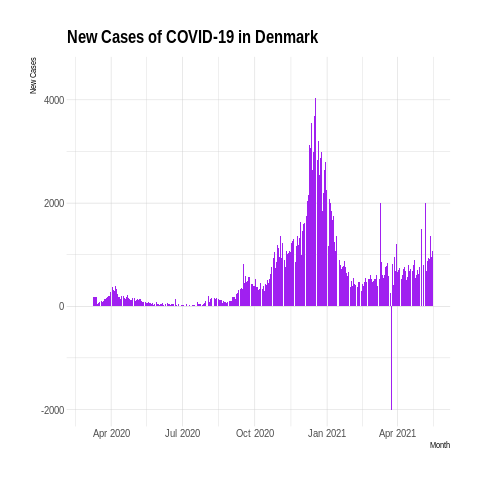 New Cases of COVID-19 in Denmark
New Cases
4000
2000
0
-2000
Apr 2020 Jul 2020 Oct 2020 Jan 2021 Apr 2021
Month